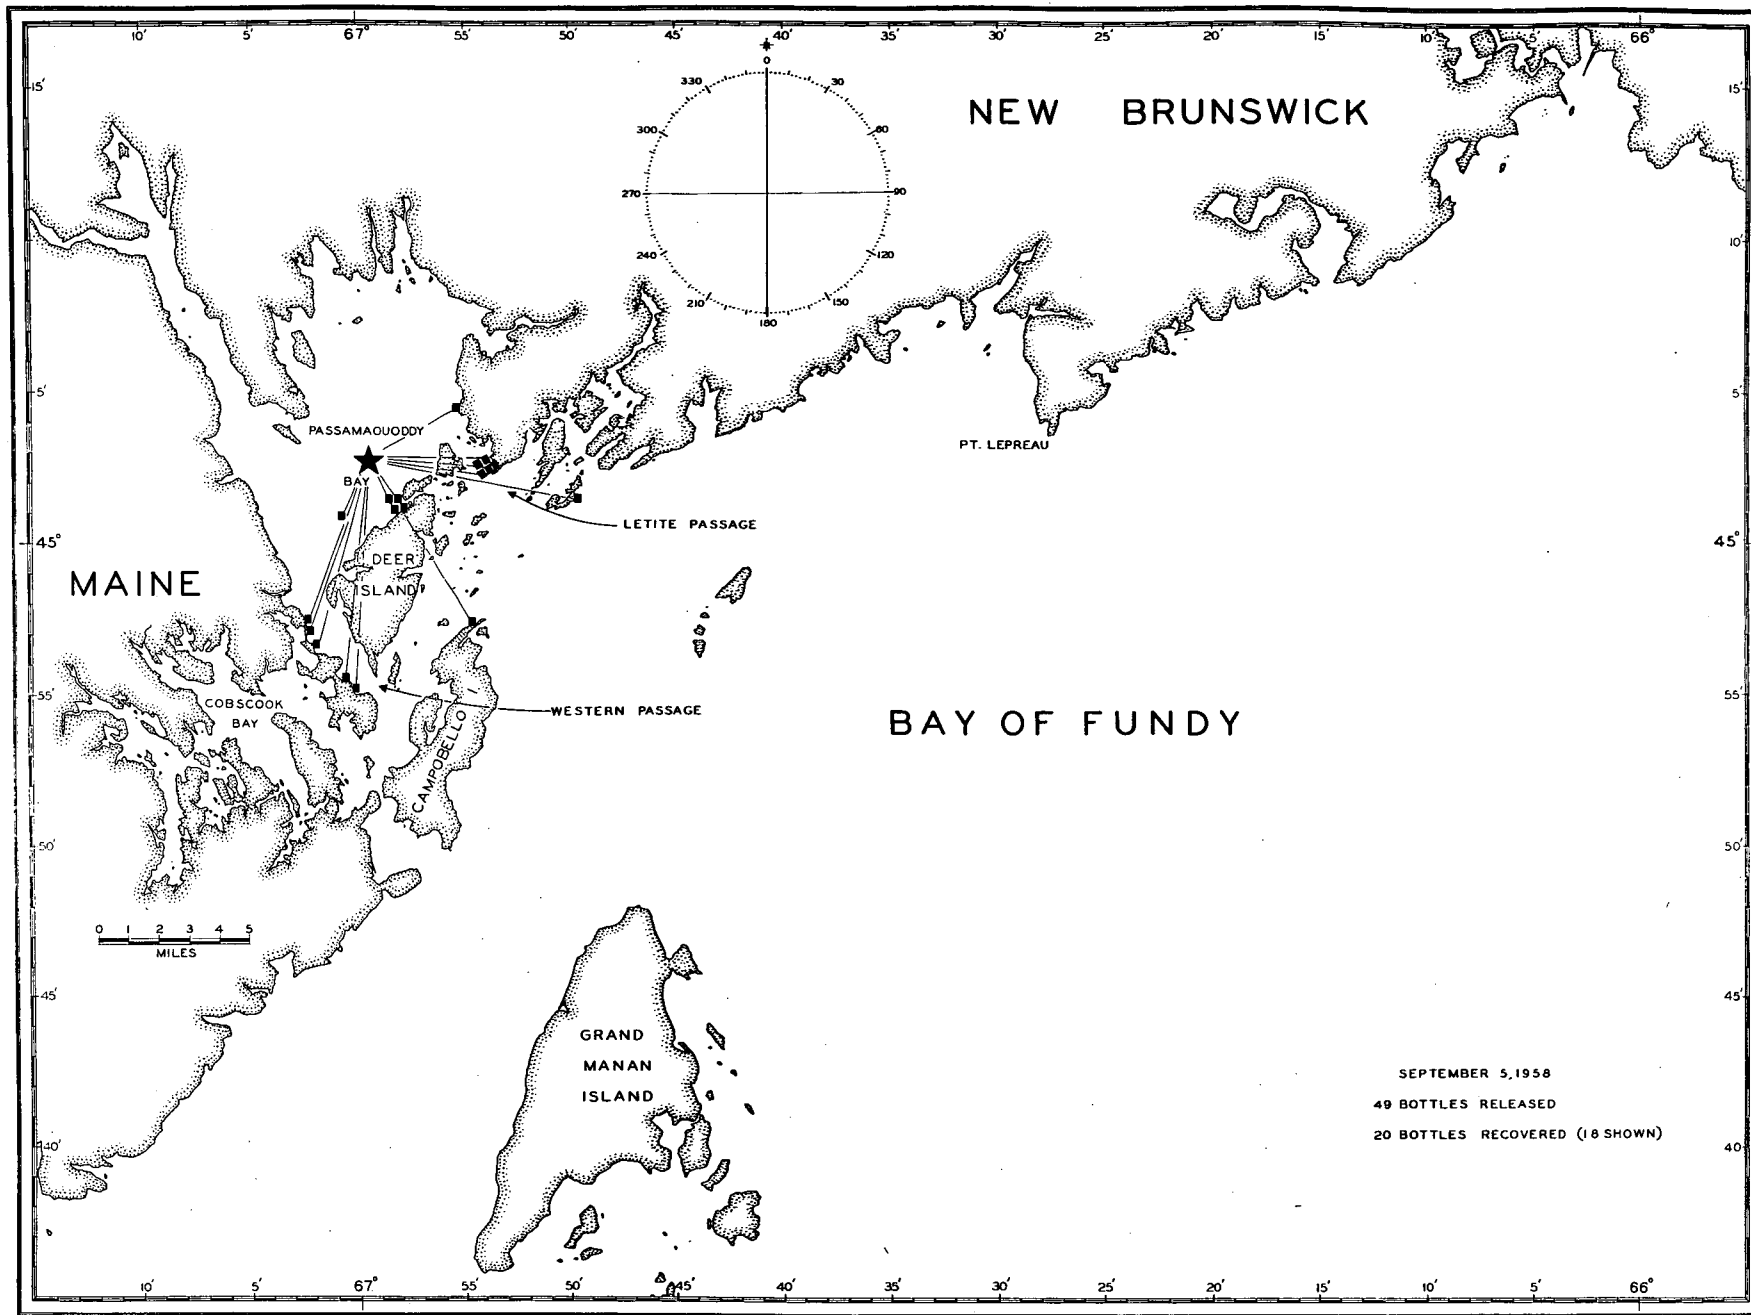 10' 5' 67° 55' 50' 45' 40' 35' 30' 25' 20' 15' 10' 5' 66°
0
330 30
15' 15'
NEW BRUNSWICK
300 60
270 90
10'
240 120
210 150
180
5' 5'
PASSAMAOUODDY
BAY
PT. LEPREAU
LETITE PASSAGE
45° 45°
DEER
ISLAND
MAINE
55' 55'
COBSCOOK
BAY
WESTERN PASSAGE
CAMPOBELLO
BAY OF FUNDY
50' 50'
0 1 2 3 4 5
MILES
45' 45'
GRAND
MANAN
ISLAND
SEPTEMBER 5, 1958
49 BOTTLES RELEASED
20 BOTTLES RECOVERED (18 SHOWN)
40' 40'
10' 5' 67° 55' 50' 45' 40' 35' 30' 25' 20' 15' 10' 5' 66°